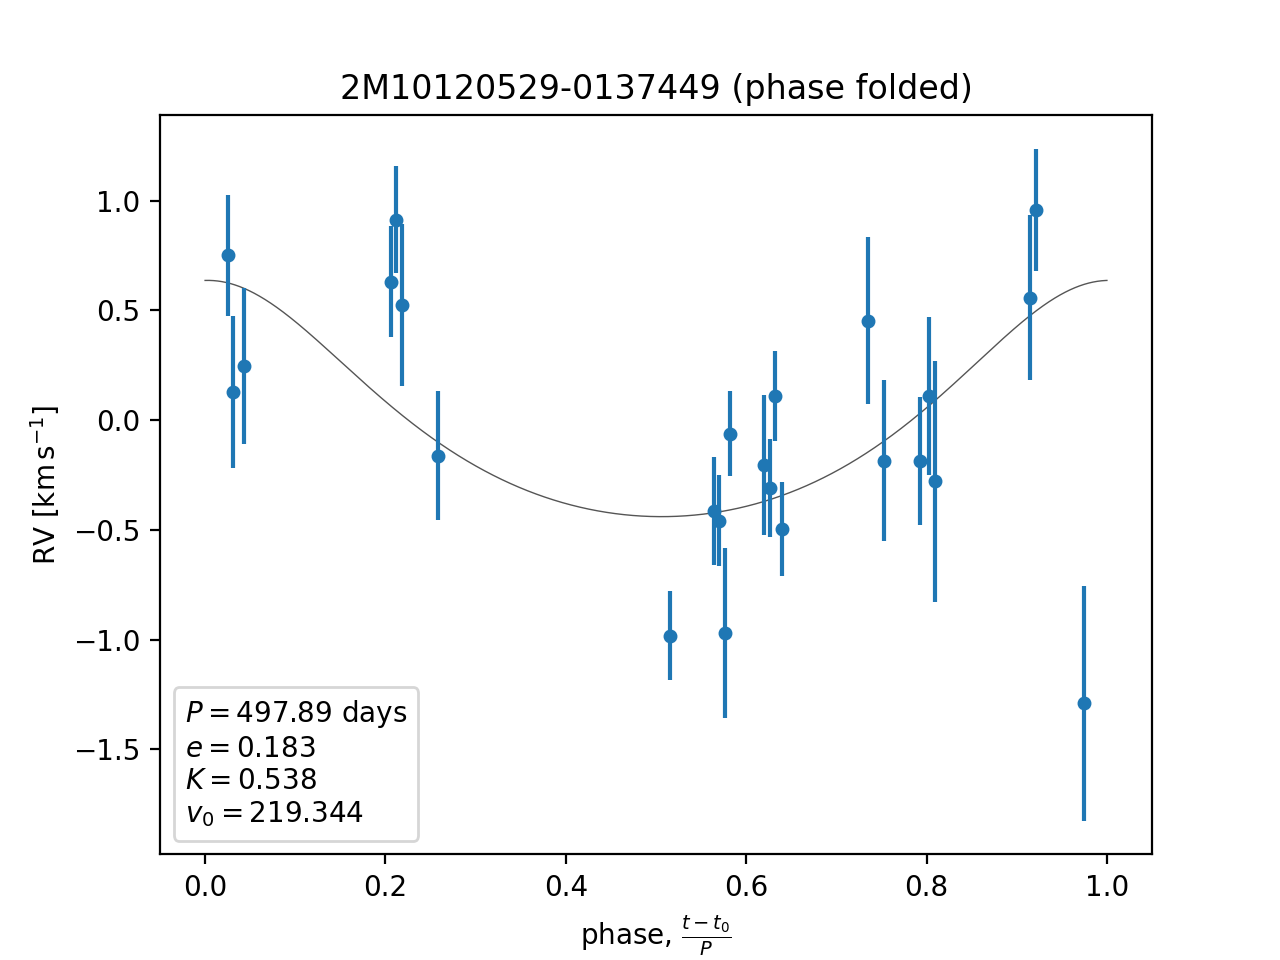 2M10120529-0137449 (phase folded)
RV [km s⁻¹]
1.0
0.5
0.0
−0.5
−1.0
−1.5
P = 497.89 days
e = 0.183
K = 0.538
v₀ = 219.344
0.0 0.2 0.4 0.6 0.8 1.0
phase, (t − t₀)/P